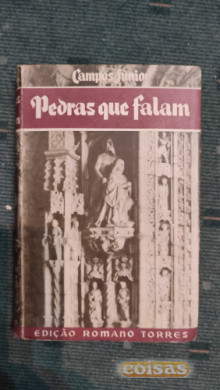 Campos Júnior
Pedras que falam
EDIÇÃO ROMANO TORRES
coisas